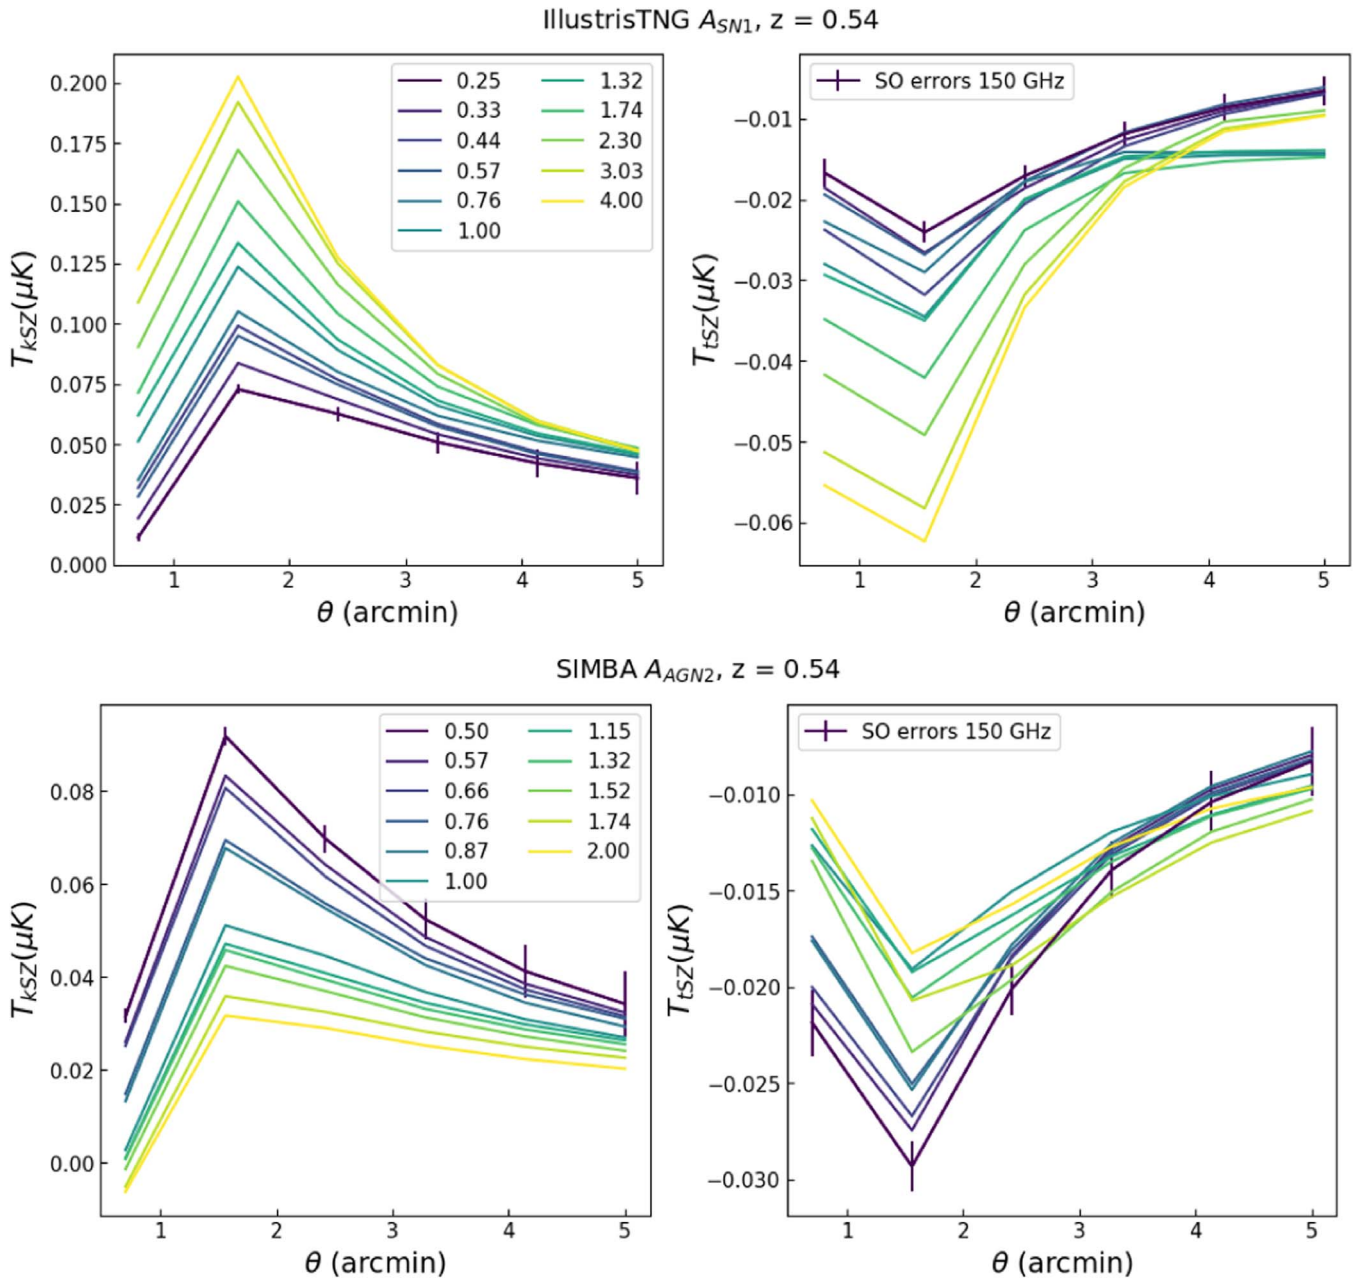 IllustrisTNG A_SN1, z = 0.54
T_kSZ(μK)
0.200
0.175
0.150
0.125
0.100
0.075
0.050
0.025
0.000
0.25
0.33
0.44
0.57
0.76
1.00
1.32
1.74
2.30
3.03
4.00
1 2 3 4 5
θ (arcmin)
T_tSZ(μK)
SO errors 150 GHz
−0.01
−0.02
−0.03
−0.04
−0.05
−0.06
1 2 3 4 5
θ (arcmin)
SIMBA A_AGN2, z = 0.54
T_kSZ(μK)
0.08
0.06
0.04
0.02
0.00
0.50
0.57
0.66
0.76
0.87
1.00
1.15
1.32
1.52
1.74
2.00
1 2 3 4 5
θ (arcmin)
T_tSZ(μK)
SO errors 150 GHz
−0.010
−0.015
−0.020
−0.025
−0.030
1 2 3 4 5
θ (arcmin)